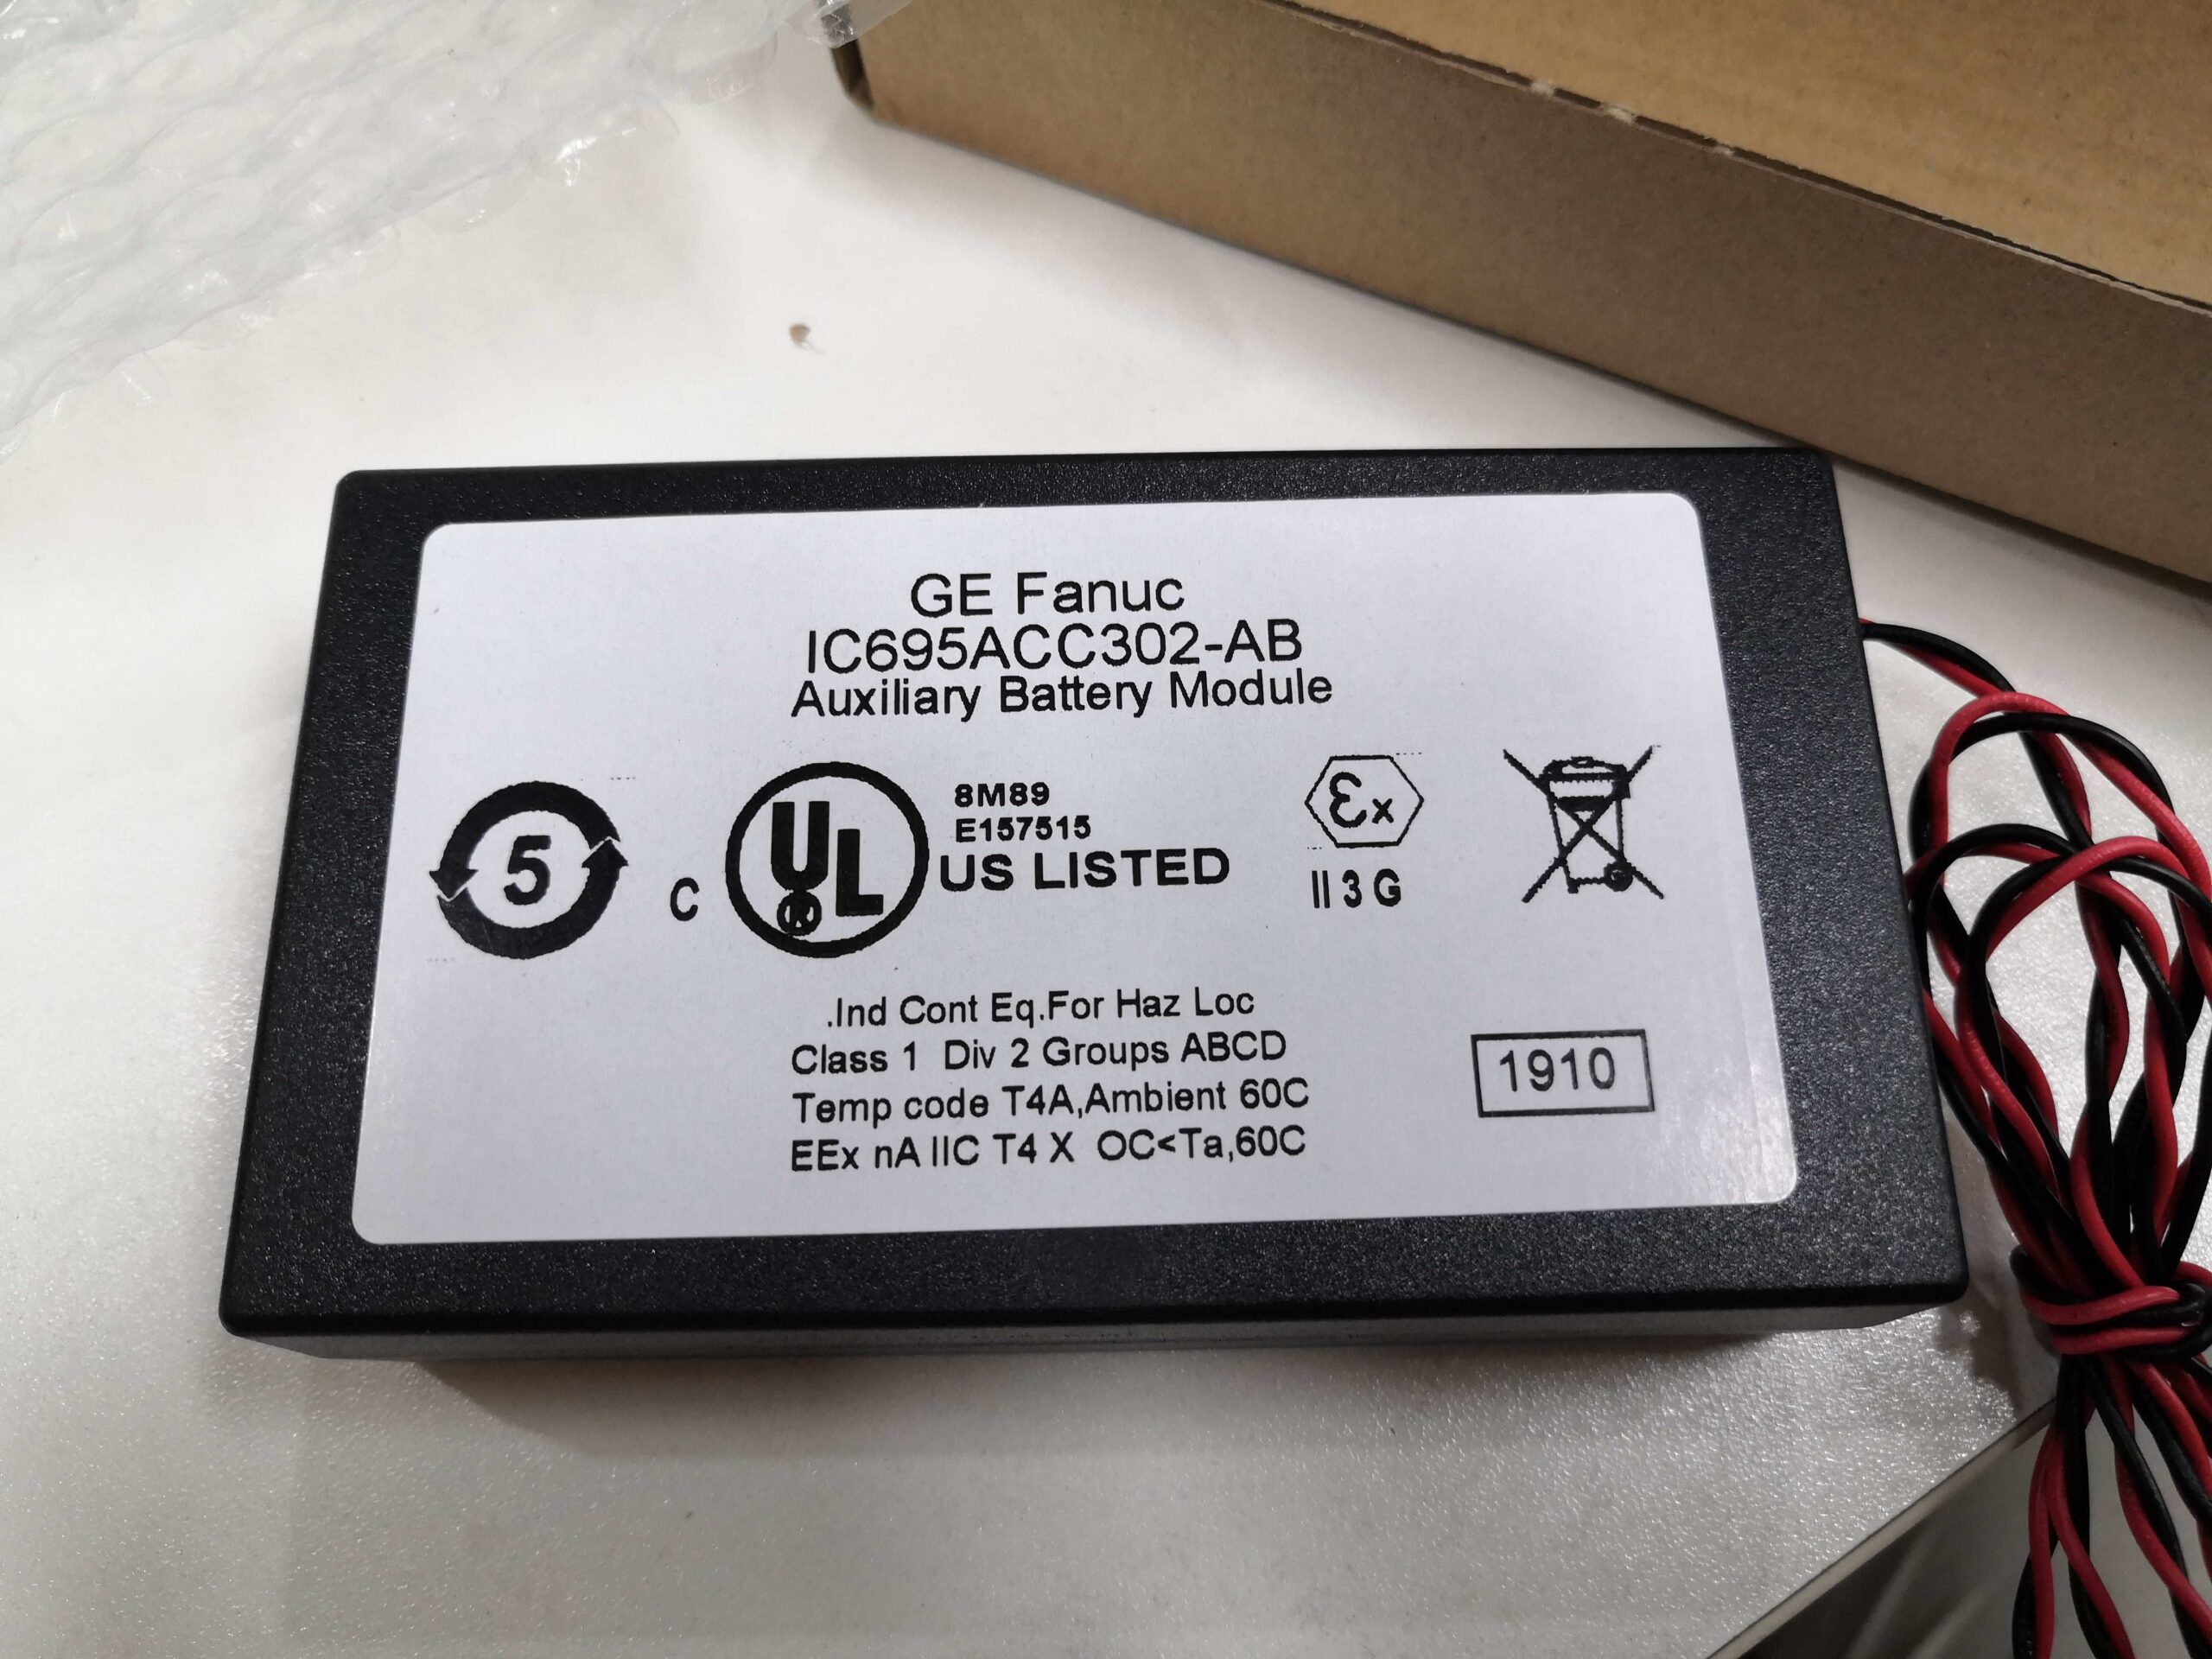 GE Fanuc
IC695ACC302-AB
Auxiliary Battery Module
5
C
UL
8M89
E157515
US LISTED
Ex
II 3 G
.Ind Cont Eq.For Haz Loc
Class 1 Div 2 Groups ABCD
Temp code T4A,Ambient 60C
EEx nA IIC T4 X OC<Ta,60C
1910